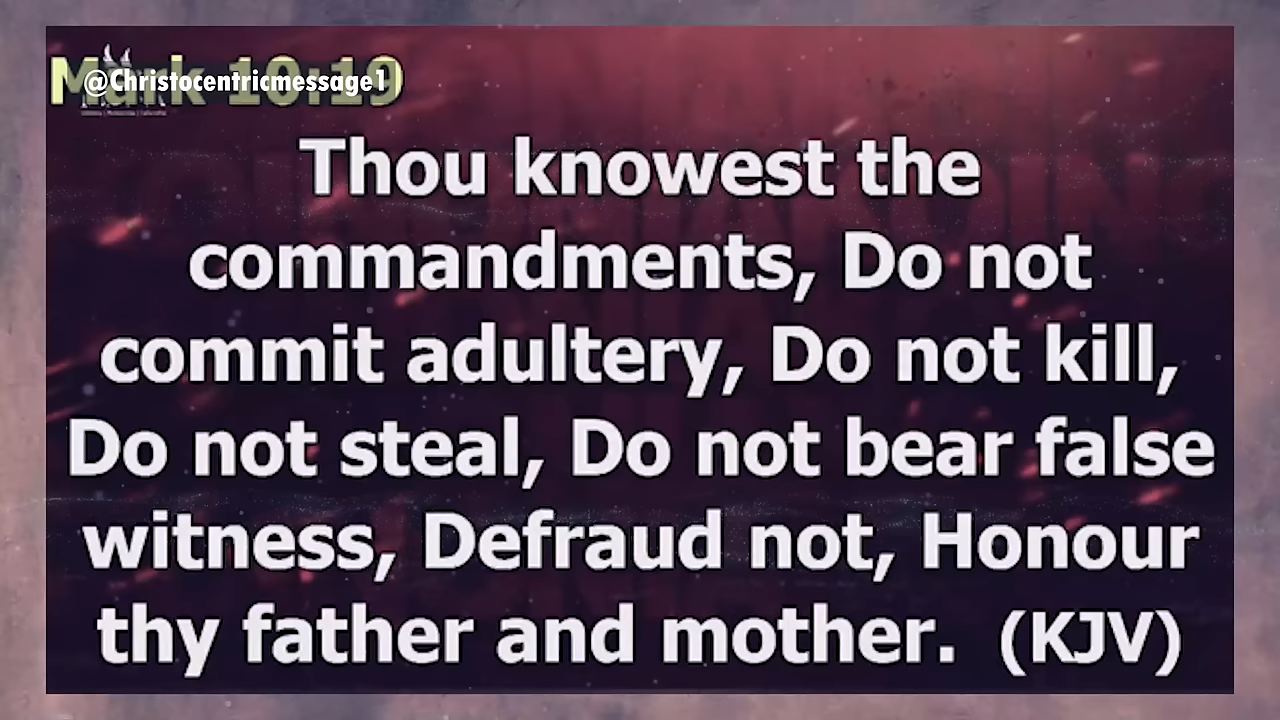 Mark 10:19
@Christocentricmessage1
Thou knowest the
commandments, Do not
commit adultery, Do not kill,
Do not steal, Do not bear false
witness, Defraud not, Honour
thy father and mother. (KJV)